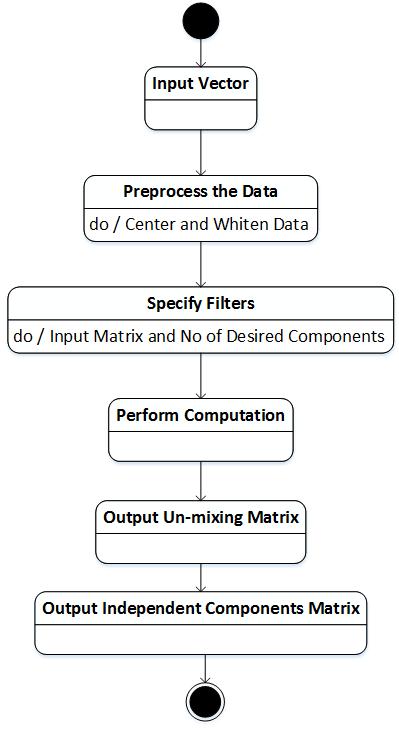 Input Vector
Preprocess the Data
do / Center and Whiten Data
Specify Filters
do / Input Matrix and No of Desired Components
Perform Computation
Output Un-mixing Matrix
Output Independent Components Matrix